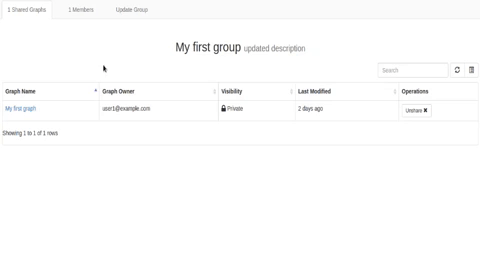 1 Shared Graphs 1 Members Update Group
My first group updated description
Search
Graph Name Graph Owner Visibility Last Modified Operations
My first graph user1@example.com Private 2 days ago Unshare ✖
Showing 1 to 1 of 1 rows